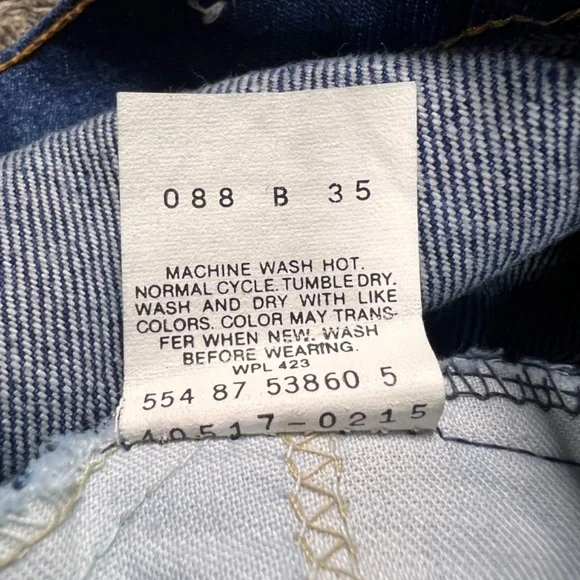 088 B 35
MACHINE WASH HOT.
NORMAL CYCLE. TUMBLE DRY.
WASH AND DRY WITH LIKE
COLORS. COLOR MAY TRANS-
FER WHEN NEW. WASH
BEFORE WEARING.
WPL 423
554 87 53860 5
40517-0215